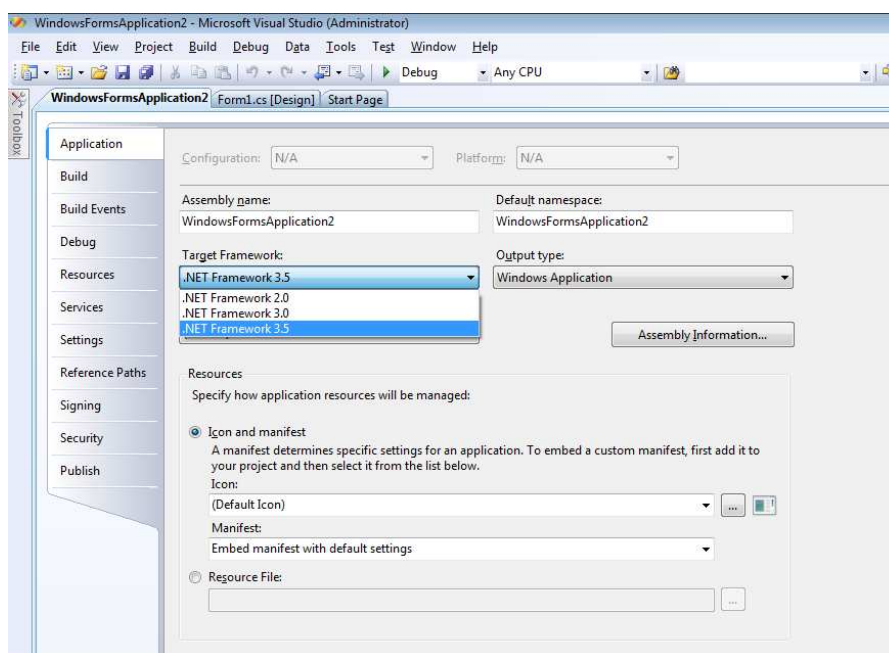 WindowsFormsApplication2 - Microsoft Visual Studio (Administrator)
File Edit View Project Build Debug Data Tools Test Window Help
Debug Any CPU
WindowsFormsApplication2 Form1.cs [Design] Start Page
Toolbox
Application
Build
Build Events
Debug
Resources
Services
Settings
Reference Paths
Signing
Security
Publish
Configuration: N/A Platform: N/A
Assembly name: Default namespace:
WindowsFormsApplication2 WindowsFormsApplication2
Target Framework: Output type:
.NET Framework 3.5 Windows Application
.NET Framework 2.0
.NET Framework 3.0
.NET Framework 3.5
Assembly Information...
Resources
Specify how application resources will be managed:
Icon and manifest
A manifest determines specific settings for an application. To embed a custom manifest, first add it to
your project and then select it from the list below.
Icon:
(Default Icon) ...
Manifest:
Embed manifest with default settings
Resource File:
...